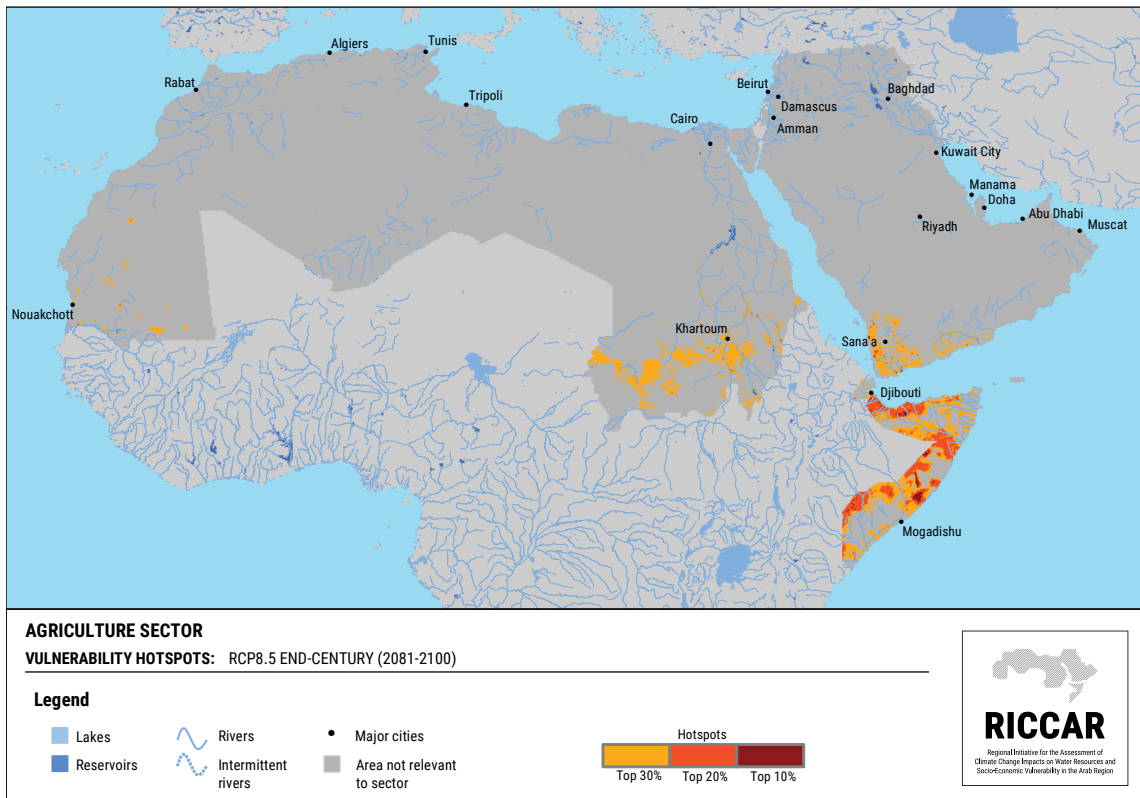 Algiers
Tunis
Rabat
Tripoli
Beirut
Damascus
Baghdad
Amman
Cairo
Kuwait City
Manama
Doha
Abu Dhabi
Riyadh
Muscat
Nouakchott
Khartoum
Sana'a
Djibouti
Mogadishu
AGRICULTURE SECTOR
VULNERABILITY HOTSPOTS: RCP8.5 END-CENTURY (2081-2100)
Legend
Lakes
Reservoirs
Rivers
Intermittent
rivers
Major cities
Area not relevant
to sector
Hotspots
Top 30%
Top 20%
Top 10%
RICCAR
Regional Initiative for the Assessment of
Climate Change Impacts on Water Resources and
Socio-Economic Vulnerability in the Arab Region